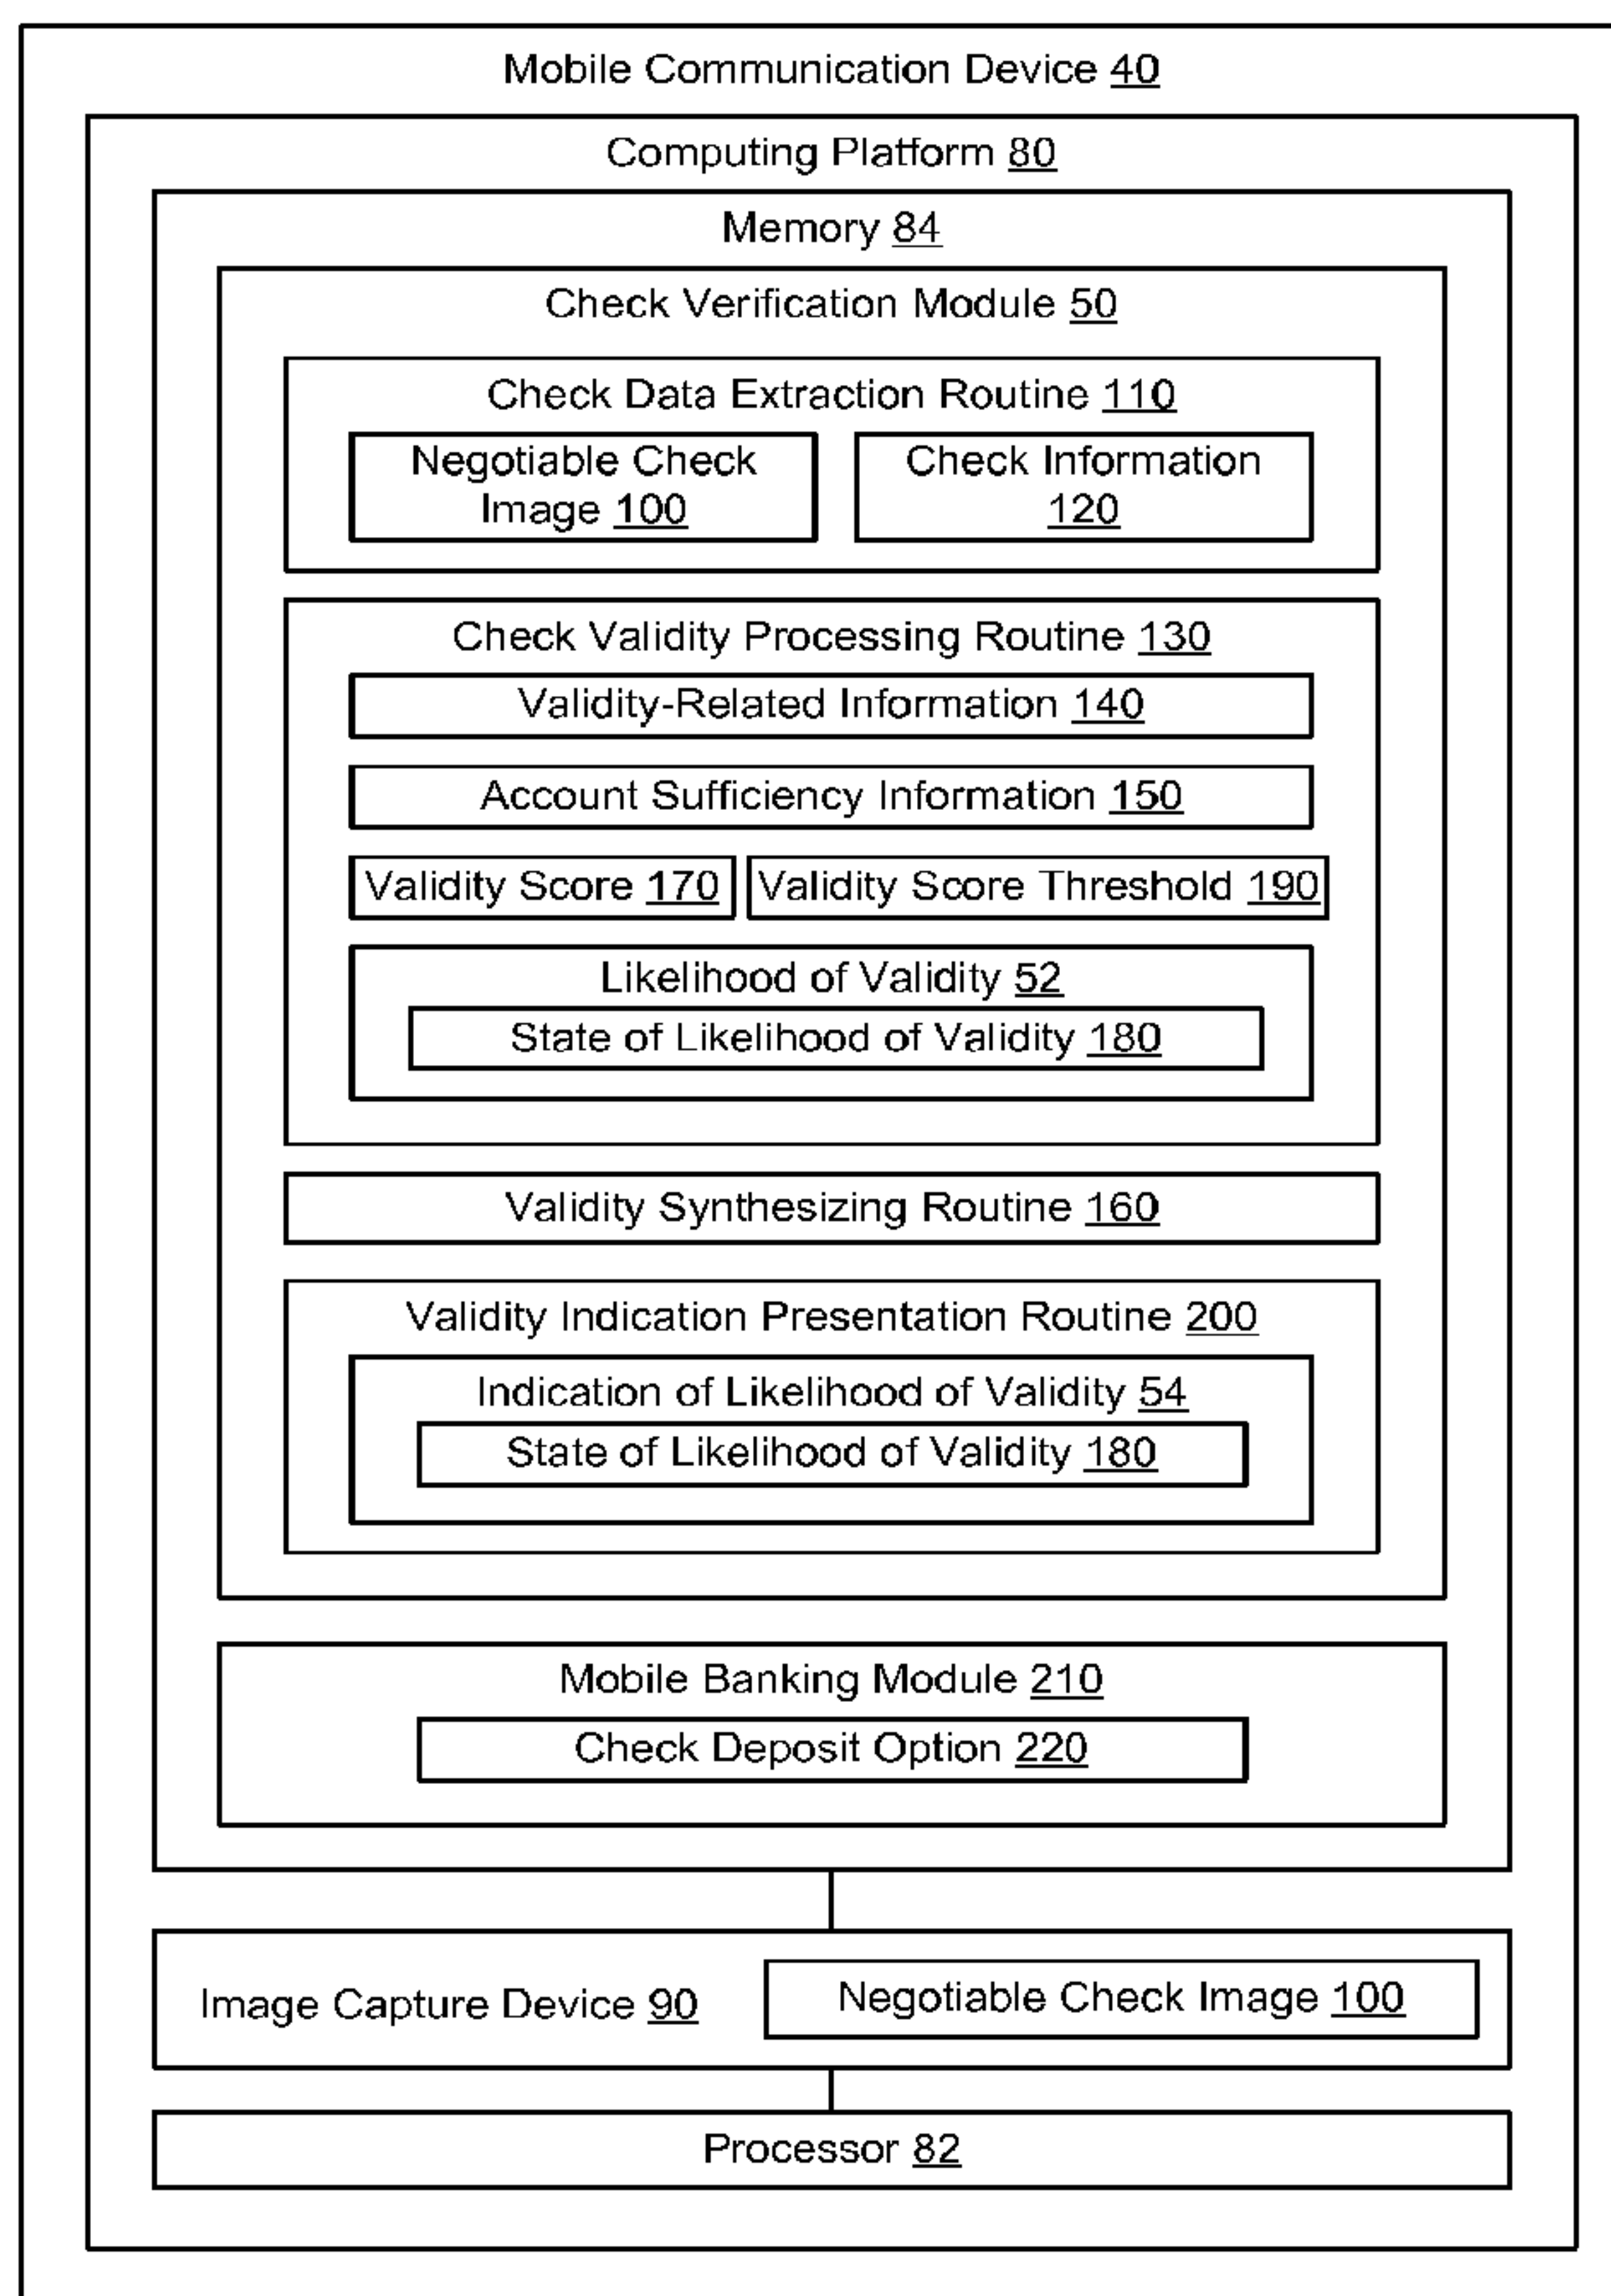 Mobile Communication Device 40
Computing Platform 80
Memory 84
Check Verification Module 50
Check Data Extraction Routine 110
Negotiable Check
Image 100
Check Information
120
Check Validity Processing Routine 130
Validity-Related Information 140
Account Sufficiency Information 150
Validity Score 170
Validity Score Threshold 190
Likelihood of Validity 52
State of Likelihood of Validity 180
Validity Synthesizing Routine 160
Validity Indication Presentation Routine 200
Indication of Likelihood of Validity 54
State of Likelihood of Validity 180
Mobile Banking Module 210
Check Deposit Option 220
Image Capture Device 90
Negotiable Check Image 100
Processor 82